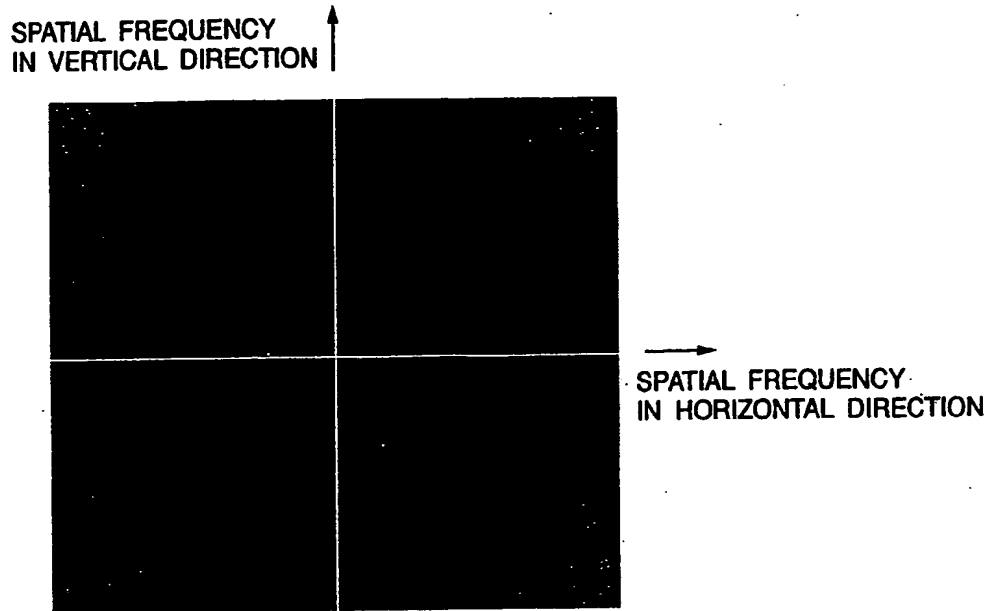 SPATIAL FREQUENCY
IN VERTICAL DIRECTION
SPATIAL FREQUENCY
IN HORIZONTAL DIRECTION